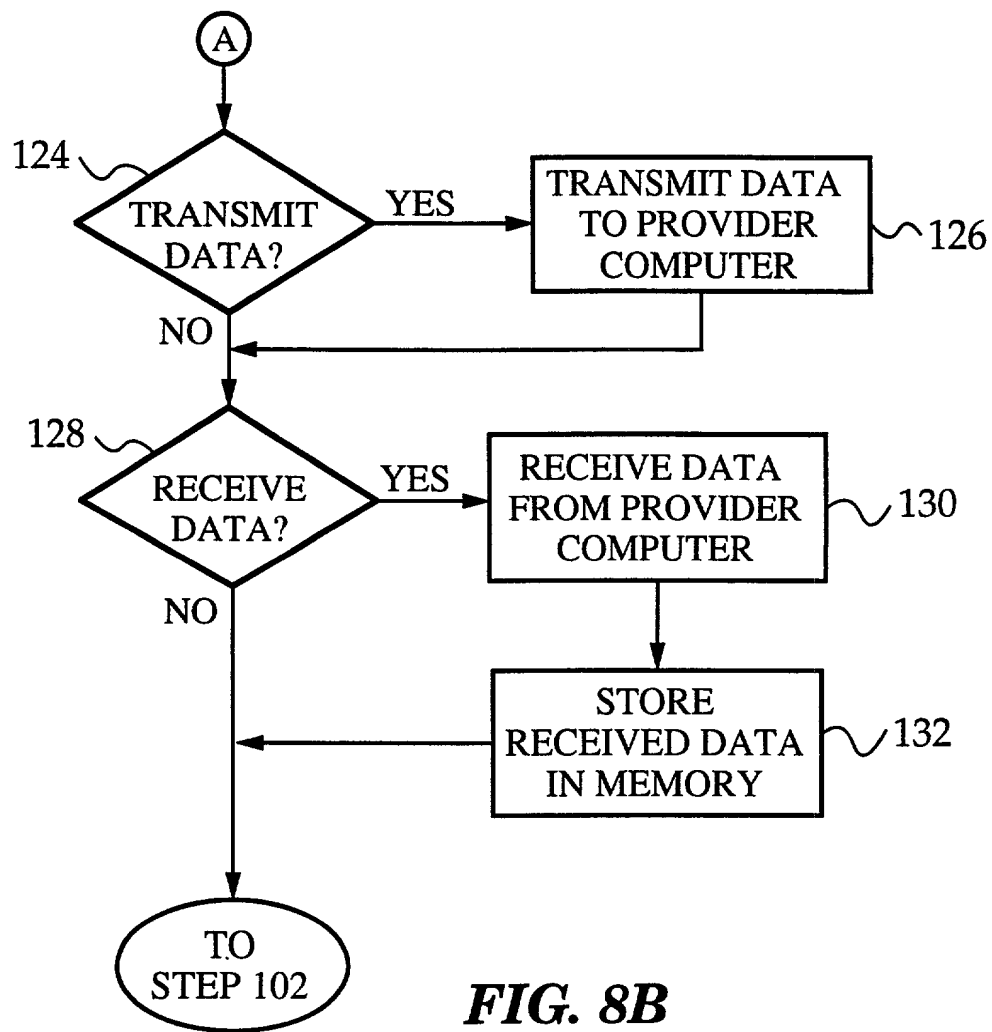 A
124
TRANSMIT
DATA?
YES
TRANSMIT DATA
TO PROVIDER
COMPUTER
126
NO
128
RECEIVE
DATA?
YES
RECEIVE DATA
FROM PROVIDER
COMPUTER
130
NO
STORE
RECEIVED DATA
IN MEMORY
132
TO
STEP 102
FIG. 8B